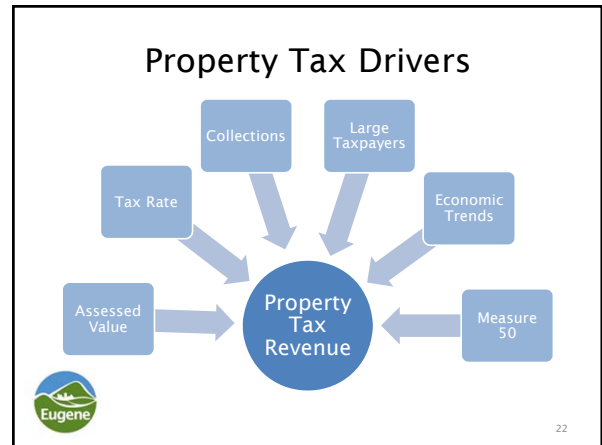 Property Tax Drivers
Collections
Large
Taxpayers
Tax Rate
Economic
Trends
Assessed
Value
Property
Tax
Revenue
Measure
50
Eugene
22